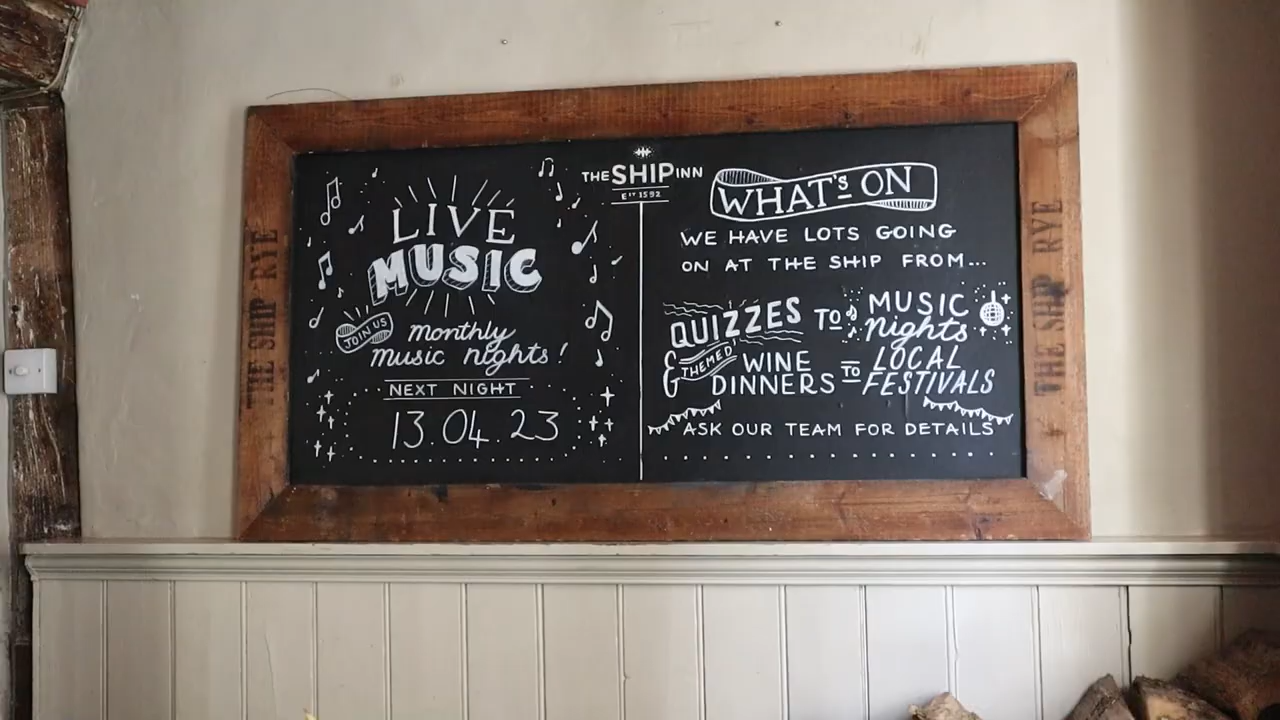 THE SHIP INN
EST 1592
LIVE
MUSIC
JOIN US
monthly
music nights!
NEXT NIGHT
13.04.23
WHAT's ON
WE HAVE LOTS GOING
ON AT THE SHIP FROM...
QUIZZES TO MUSIC nights
& THEMED WINE DINNERS TO LOCAL FESTIVALS
ASK OUR TEAM FOR DETAILS
THE SHIP RYE
THE SHIP RYE